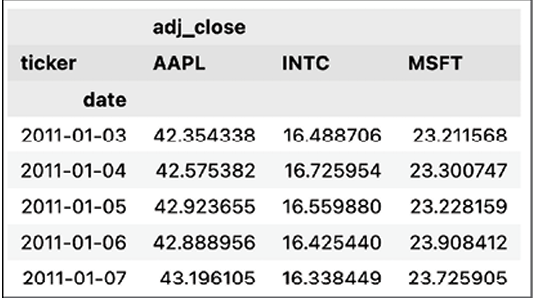 adj_close
ticker AAPL INTC MSFT
date
2011-01-03 42.354338 16.488706 23.211568
2011-01-04 42.575382 16.725954 23.300747
2011-01-05 42.923655 16.559880 23.228159
2011-01-06 42.888956 16.425440 23.908412
2011-01-07 43.196105 16.338449 23.725905